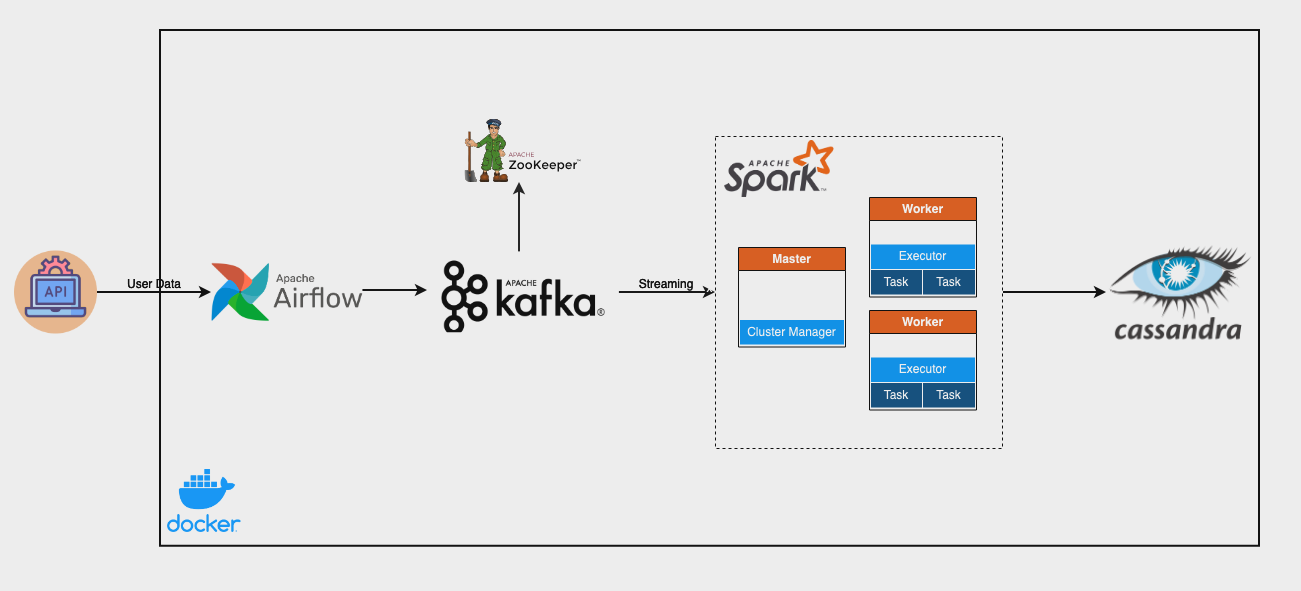 APACHE
ZooKeeper™
APACHE
Spark™
Worker
Executor
Task Task
Master
Cluster Manager
API
User Data
Apache
Airflow
APACHE
kafka®
Streaming
Worker
Executor
Task Task
cassandra
docker